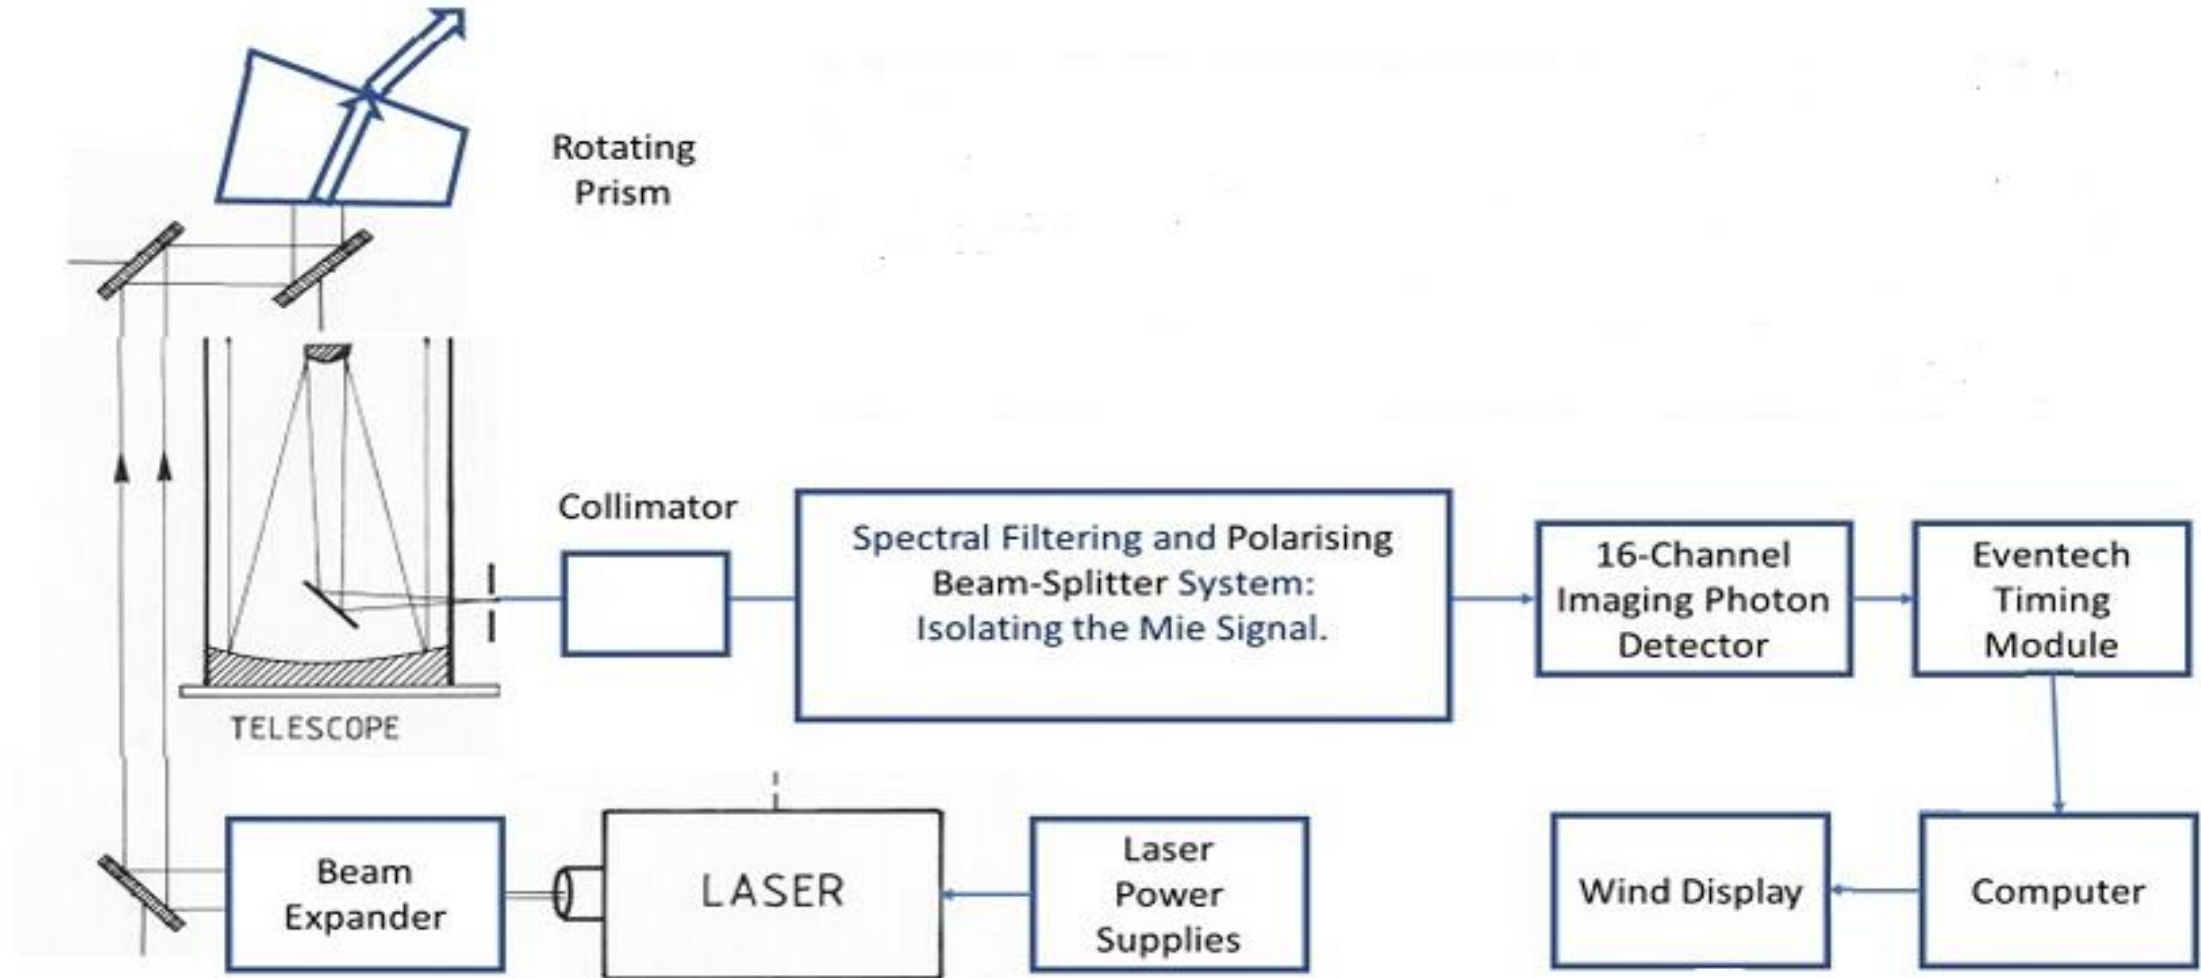 Rotating
Prism
Collimator
Spectral Filtering and Polarising
Beam-Splitter System:
Isolating the Mie Signal.
16-Channel
Imaging Photon
Detector
Eventech
Timing
Module
TELESCOPE
Beam
Expander
LASER
Laser
Power
Supplies
Wind Display
Computer